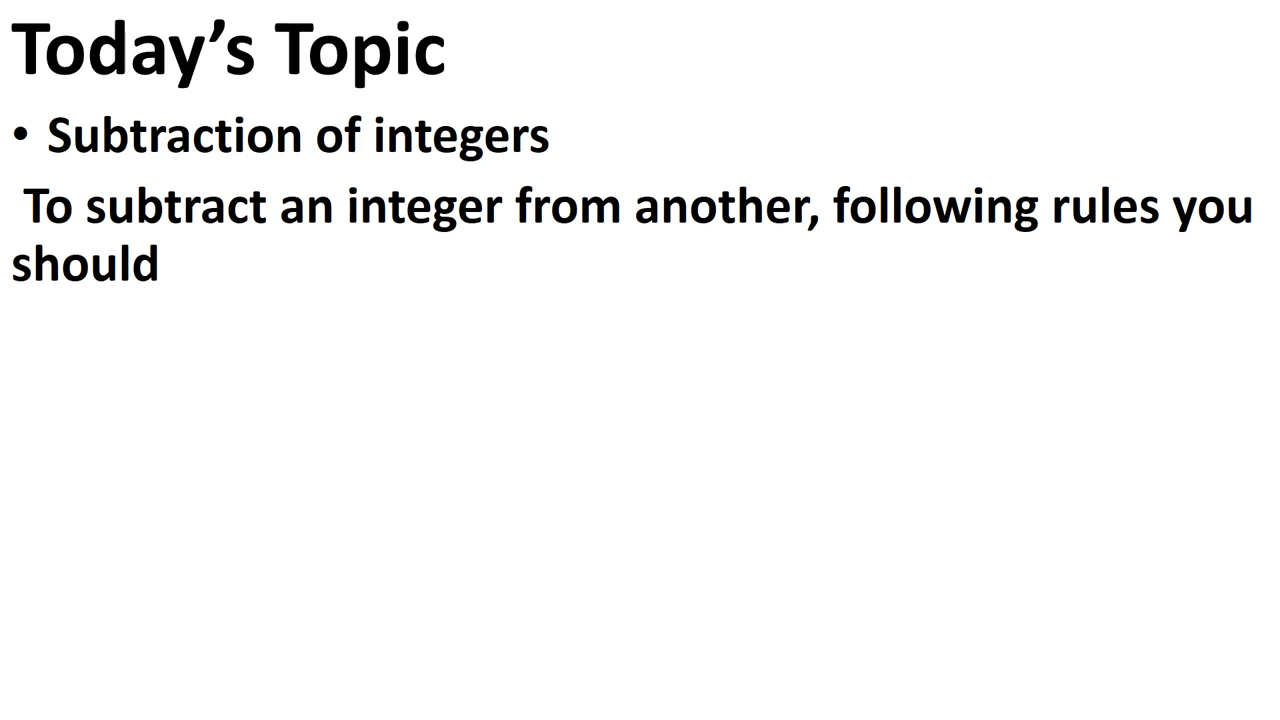 Today’s Topic
• Subtraction of integers
To subtract an integer from another, following rules you
should